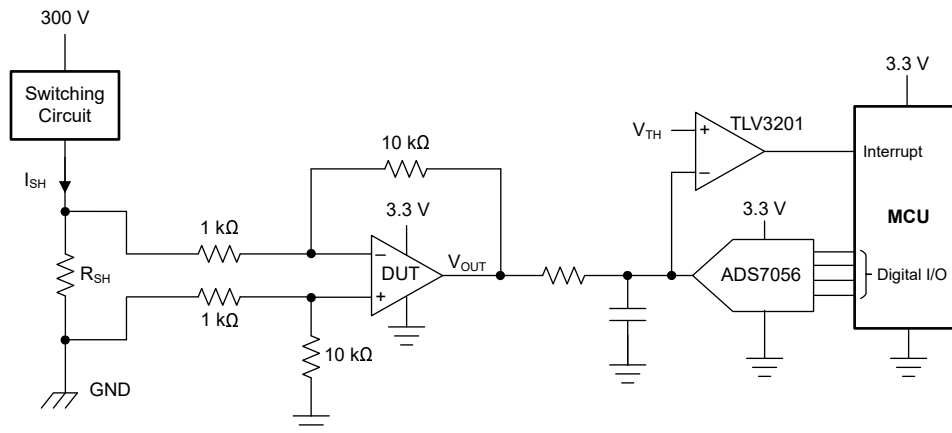 300 V
Switching
Circuit
I_SH
R_SH
GND
1 kΩ
1 kΩ
10 kΩ
10 kΩ
3.3 V
DUT
V_OUT
V_TH
TLV3201
3.3 V
ADS7056
3.3 V
Interrupt
MCU
Digital I/O